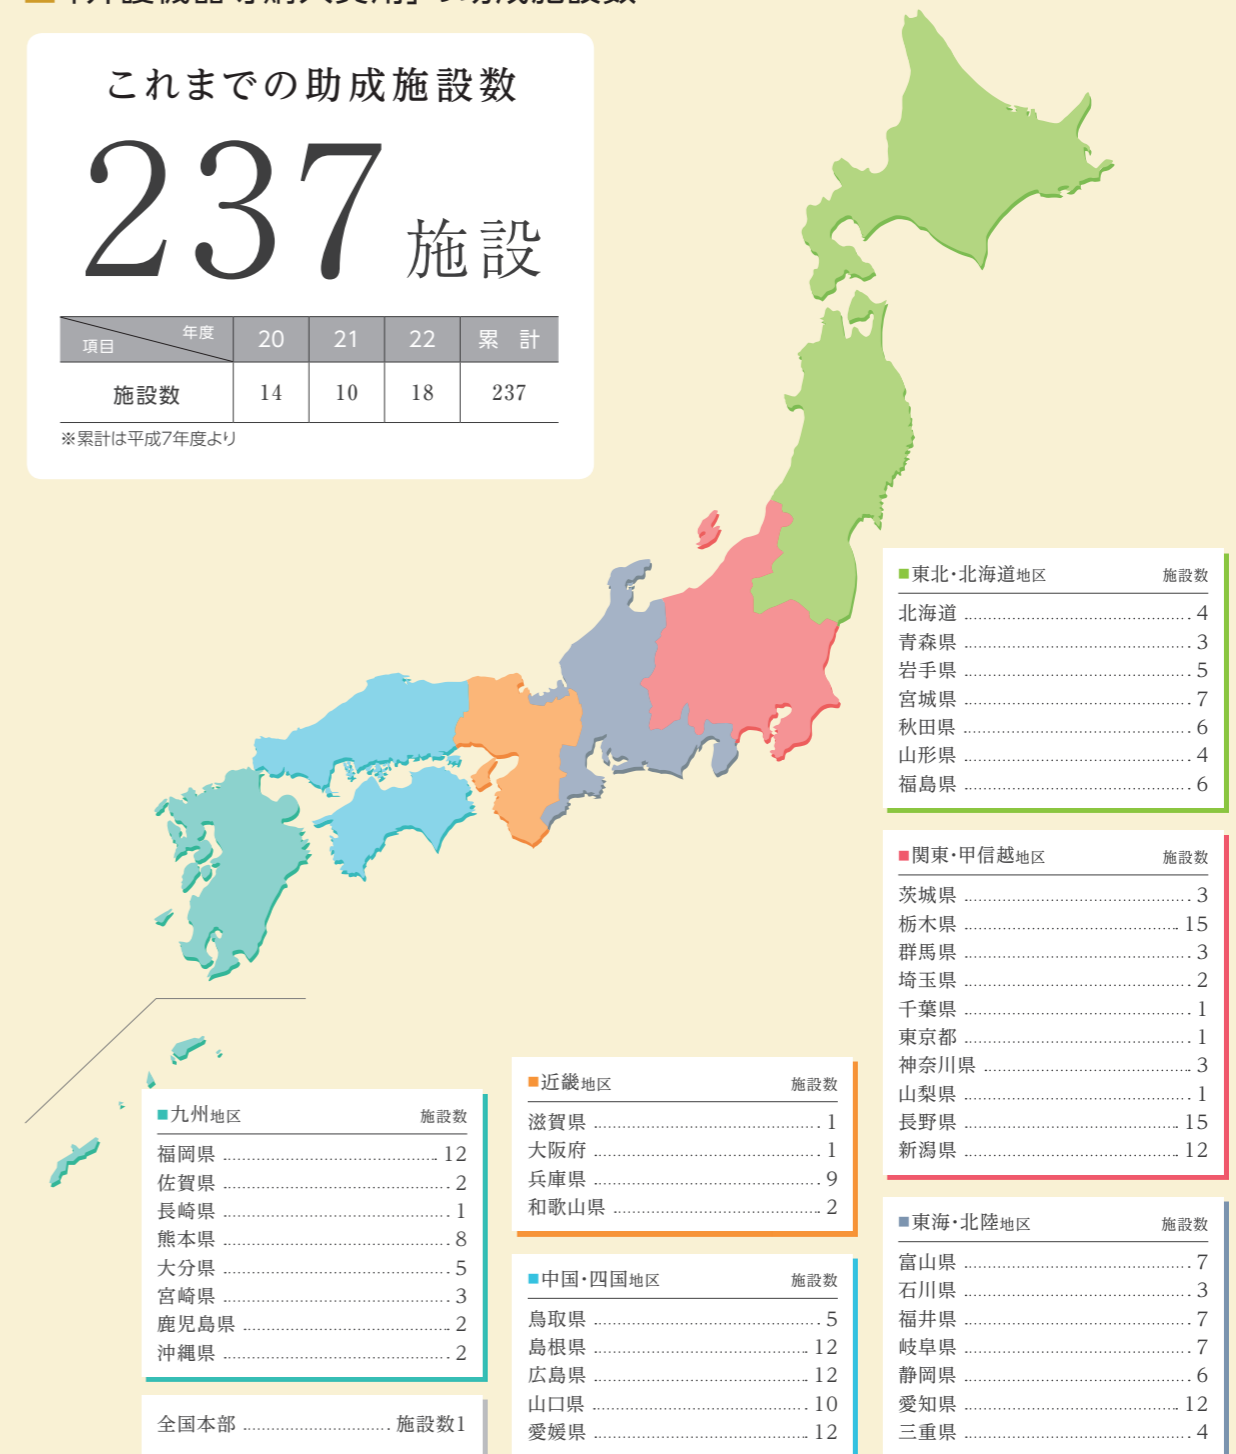 これまでの助成施設数
237 施設
項目 年度 20 21 22 累 計
施設数 14 10 18 237
※累計は平成7年度より
■東北・北海道地区 施設数
北海道 4
青森県 3
岩手県 5
宮城県 7
秋田県 6
山形県 4
福島県 6
■関東・甲信越地区 施設数
茨城県 3
栃木県 15
群馬県 3
埼玉県 2
千葉県 1
東京都 1
神奈川県 3
山梨県 1
長野県 15
新潟県 12
■東海・北陸地区 施設数
富山県 7
石川県 3
福井県 7
岐阜県 7
静岡県 6
愛知県 12
三重県 4
■近畿地区 施設数
滋賀県 1
大阪府 1
兵庫県 9
和歌山県 2
■中国・四国地区 施設数
鳥取県 5
島根県 12
広島県 12
山口県 10
愛媛県 12
■九州地区 施設数
福岡県 12
佐賀県 2
長崎県 1
熊本県 8
大分県 5
宮崎県 3
鹿児島県 2
沖縄県 2
全国本部 施設数1